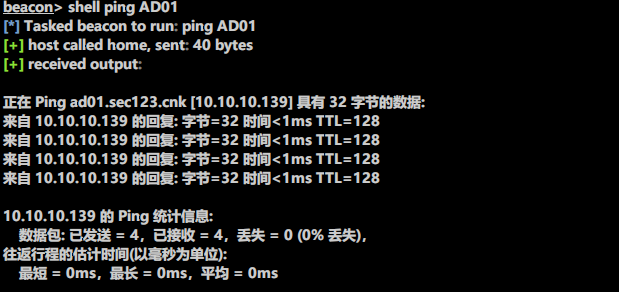 beacon> shell ping AD01
[*] Tasked beacon to run: ping AD01
[+] host called home, sent: 40 bytes
[+] received output:
正在 Ping ad01.sec123.cnk [10.10.10.139] 具有 32 字节的数据:
来自 10.10.10.139 的回复: 字节=32 时间<1ms TTL=128
来自 10.10.10.139 的回复: 字节=32 时间<1ms TTL=128
来自 10.10.10.139 的回复: 字节=32 时间<1ms TTL=128
来自 10.10.10.139 的回复: 字节=32 时间<1ms TTL=128
10.10.10.139 的 Ping 统计信息:
数据包: 已发送 = 4，已接收 = 4，丢失 = 0 (0% 丢失)，
往返行程的估计时间(以毫秒为单位):
最短 = 0ms，最长 = 0ms，平均 = 0ms